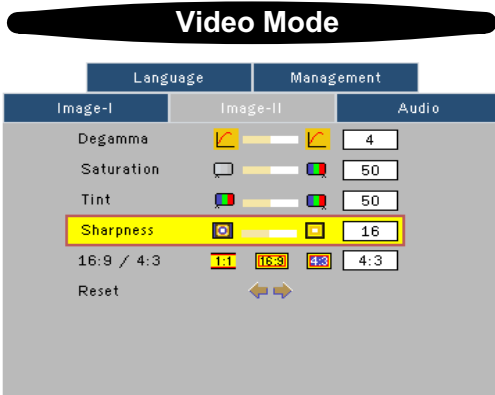 Video Mode
Language Management
Image-I Image-II Audio
Degamma 4
Saturation 50
Tint 50
Sharpness 16
16:9 / 4:3 1:1 16:9 4:3 4:3
Reset